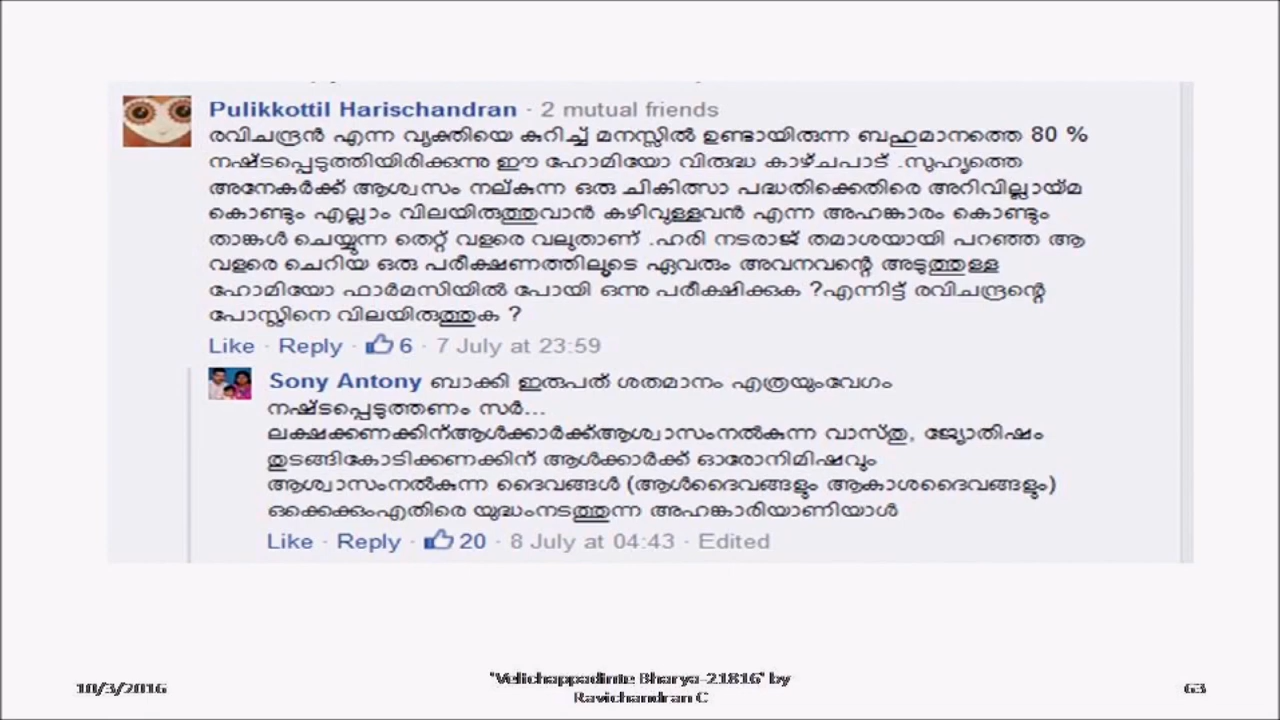 Pulikkottil Harischandran · 2 mutual friends
രവിചന്ദ്രൻ എന്ന വ്യക്തിയെ കുറിച്ച് മനസ്സിൽ ഉണ്ടായിരുന്ന ബഹുമാനത്തെ 80 %
നഷ്ടപ്പെടുത്തിയിരിക്കുന്നു ഈ ഹോമിയോ വിരുദ്ധ കാഴ്ചപാട് .സുഹൃത്തെ
അനേകർക്ക് ആശ്വസം നല്കുന്ന ഒരു ചികിത്സാ പദ്ധതിക്കെതിരെ അറിവില്ലായ്മ
കൊണ്ടും എല്ലാം വിലയിരുത്തുവാൻ കഴിവുള്ളവൻ എന്ന അഹങ്കാരം കൊണ്ടും
താങ്കൾ ചെയ്യുന്ന തെറ്റ് വളരെ വലുതാണ് .ഹരി നടരാജ് തമാശയായി പറഞ്ഞ ആ
വളരെ ചെറിയ ഒരു പരീക്ഷണത്തിലൂടെ ഏവരും അവനവന്റെ അടുത്തുള്ള
ഹോമിയോ ഫാർമസിയിൽ പോയി ഒന്നു പരീക്ഷിക്കുക ?എന്നിട്ട് രവിചന്ദ്രന്റെ
പോസ്റ്റിനെ വിലയിരുത്തുക ?
Like · Reply · 6 · 7 July at 23:59
Sony Antony ബാക്കി ഇരുപത് ശതമാനം എത്രയുംവേഗം
നഷ്ടപ്പെടുത്തണം സർ...
ലക്ഷക്കണക്കിന്ആൾക്കാർക്ക്ആശ്വാസംനൽകുന്ന വാസ്തു, ജ്യോതിഷം
തുടങ്ങികോടിക്കണക്കിന് ആൾക്കാർക്ക് ഓരോനിമിഷവും
ആശ്വാസംനൽകുന്ന ദൈവങ്ങൾ (ആൾദൈവങ്ങളും ആകാശദൈവങ്ങളും)
ഒക്കെക്കുംഎതിരെ യുദ്ധംനടത്തുന്ന അഹങ്കാരിയാണിയാൾ
Like · Reply · 20 · 8 July at 04:43 · Edited
10/3/2016
"Velichappadinte Bharya-21816" by
Ravichandran C
63